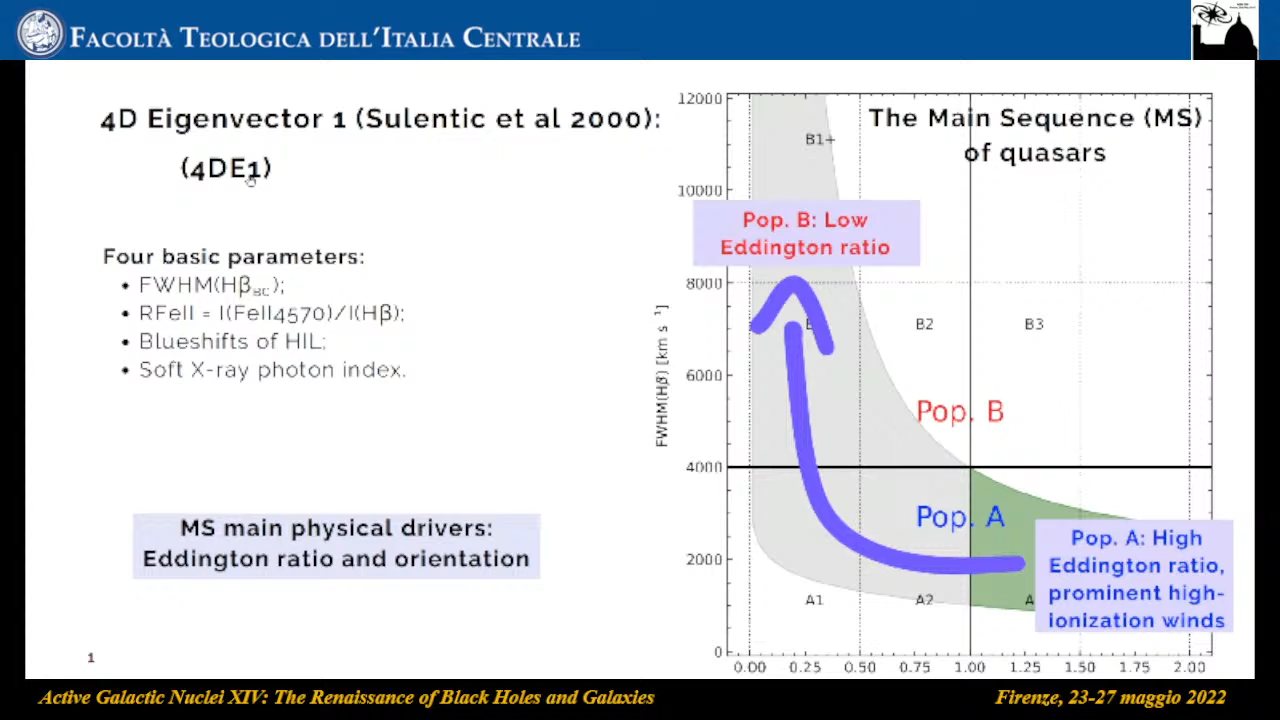 FACOLTÀ TEOLOGICA DELL'ITALIA CENTRALE
4D Eigenvector 1 (Sulentic et al 2000):
(4DE1)
Four basic parameters:
• FWHM(HβBC);
• RFeII = I(FeII4570)/I(Hβ);
• Blueshifts of HIL;
• Soft X-ray photon index.
MS main physical drivers:
Eddington ratio and orientation
1
The Main Sequence (MS)
of quasars
12000
10000
8000
6000
4000
2000
0
FWHM(Hβ) [km s⁻¹]
B1+
Pop. B: Low
Eddington ratio
B2
B3
Pop. B
Pop. A
Pop. A: High
Eddington ratio,
prominent high-
ionization winds
A1
A2
0.00 0.25 0.50 0.75 1.00 1.25 1.50 1.75 2.00
Active Galactic Nuclei XIV: The Renaissance of Black Holes and Galaxies
Firenze, 23-27 maggio 2022